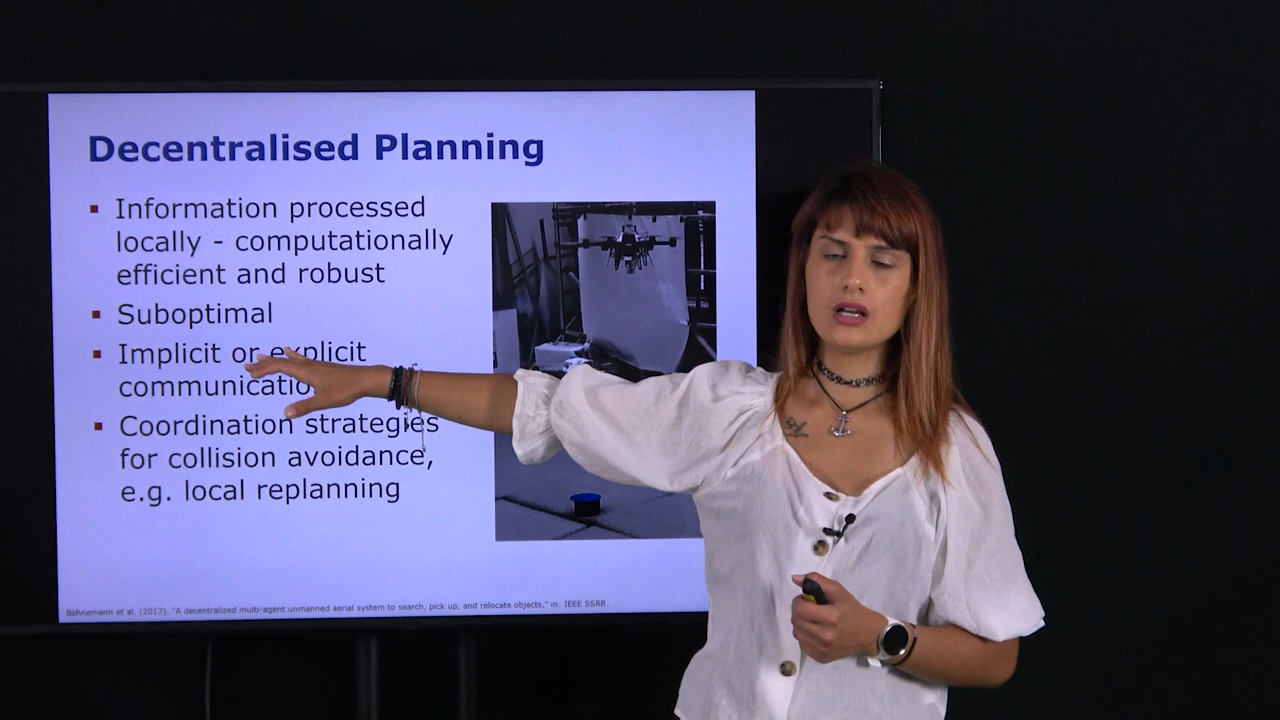 Decentralised Planning
▪ Information processed
locally - computationally
efficient and robust
▪ Suboptimal
▪ Implicit or explicit
communicatio
▪ Coordination strategies
for collision avoidance,
e.g. local replanning
Bähnemann et al. (2017). "A decentralized multi-agent unmanned aerial system to search, pick up, and relocate objects," in: IEEE SSRR.